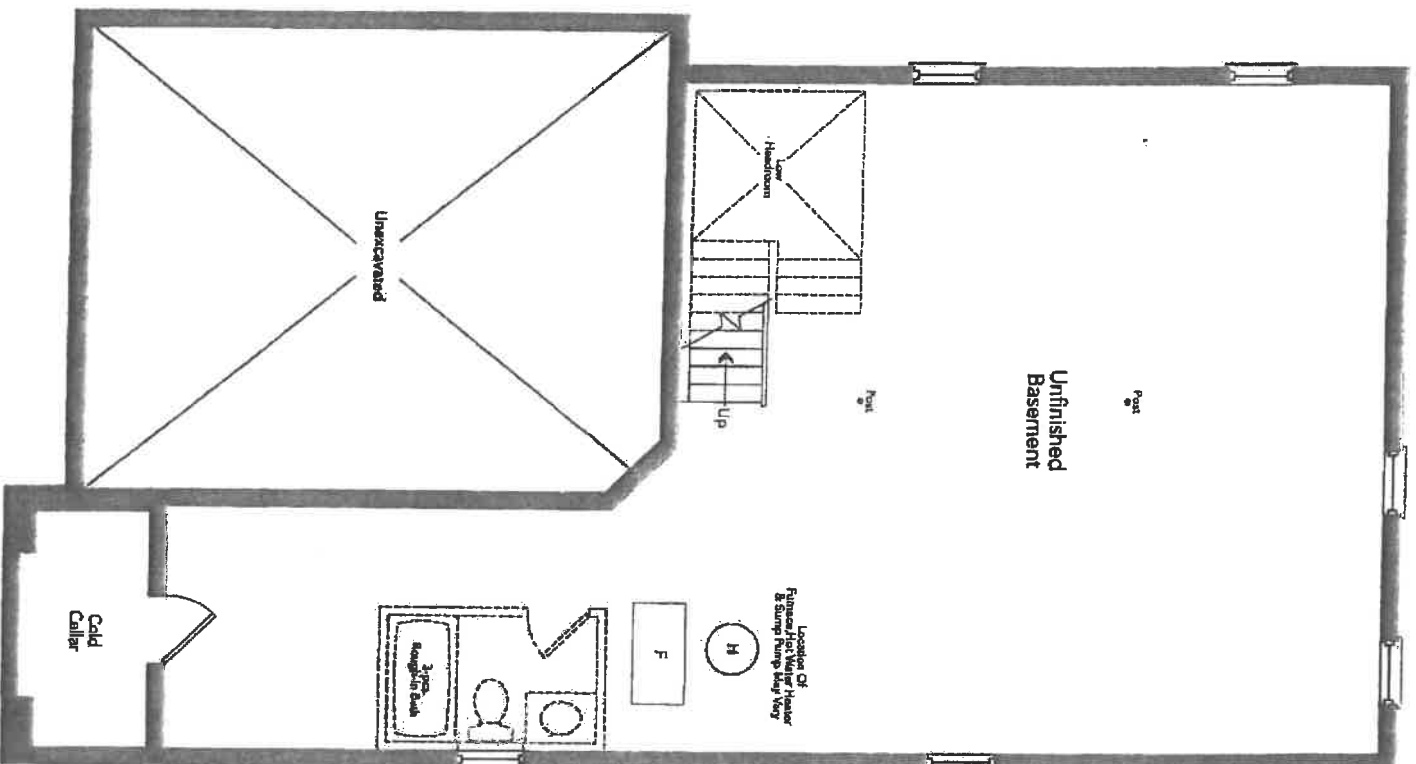 Unexcavated
Low
Headroom
Up
Post
Post
Unfinished
Basement
Location Of
Furnace, Hot Water Heater
& Sump Pump May Vary
H
F
3-pce
Rough-In Bath
Cold
Cellar